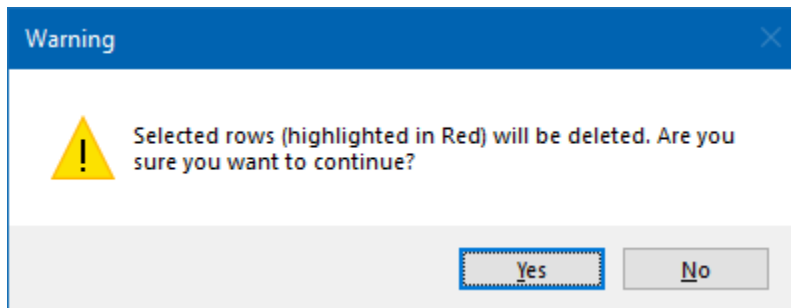 Warning
Selected rows (highlighted in Red) will be deleted. Are you
sure you want to continue?
Yes
No